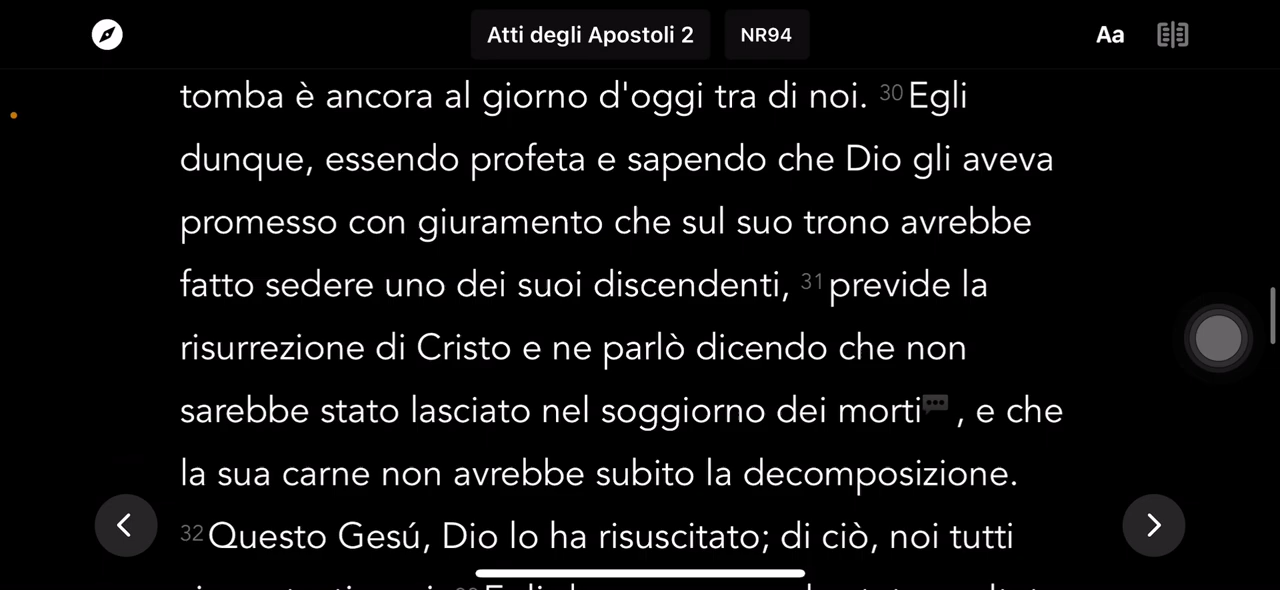 Atti degli Apostoli 2 NR94 Aa
tomba è ancora al giorno d'oggi tra di noi. 30 Egli
dunque, essendo profeta e sapendo che Dio gli aveva
promesso con giuramento che sul suo trono avrebbe
fatto sedere uno dei suoi discendenti, 31 previde la
risurrezione di Cristo e ne parlò dicendo che non
sarebbe stato lasciato nel soggiorno dei morti , e che
la sua carne non avrebbe subito la decomposizione.
32 Questo Gesú, Dio lo ha risuscitato; di ciò, noi tutti